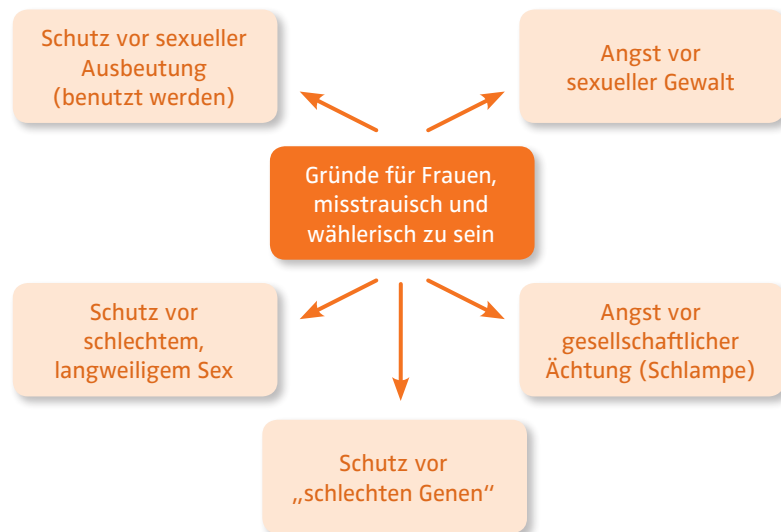 Schutz vor sexueller
Ausbeutung
(benutzt werden)
Angst vor
sexueller Gewalt
Gründe für Frauen,
misstrauisch und
wählerisch zu sein
Schutz vor
schlechtem,
langweiligem Sex
Angst vor
gesellschaftlicher
Ächtung (Schlampe)
Schutz vor
„schlechten Genen“